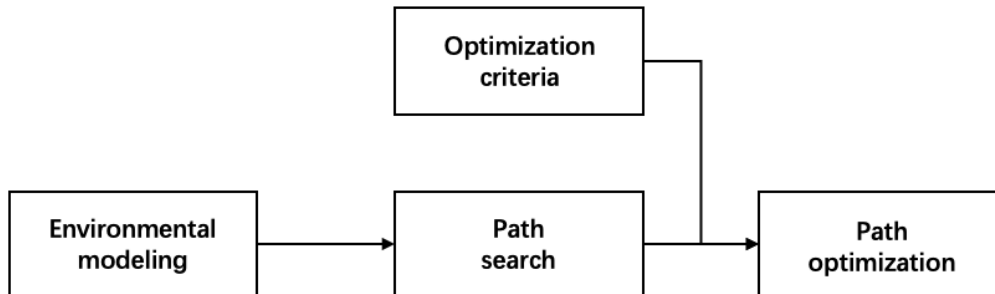 Optimization
criteria
Environmental
modeling
Path
search
Path
optimization